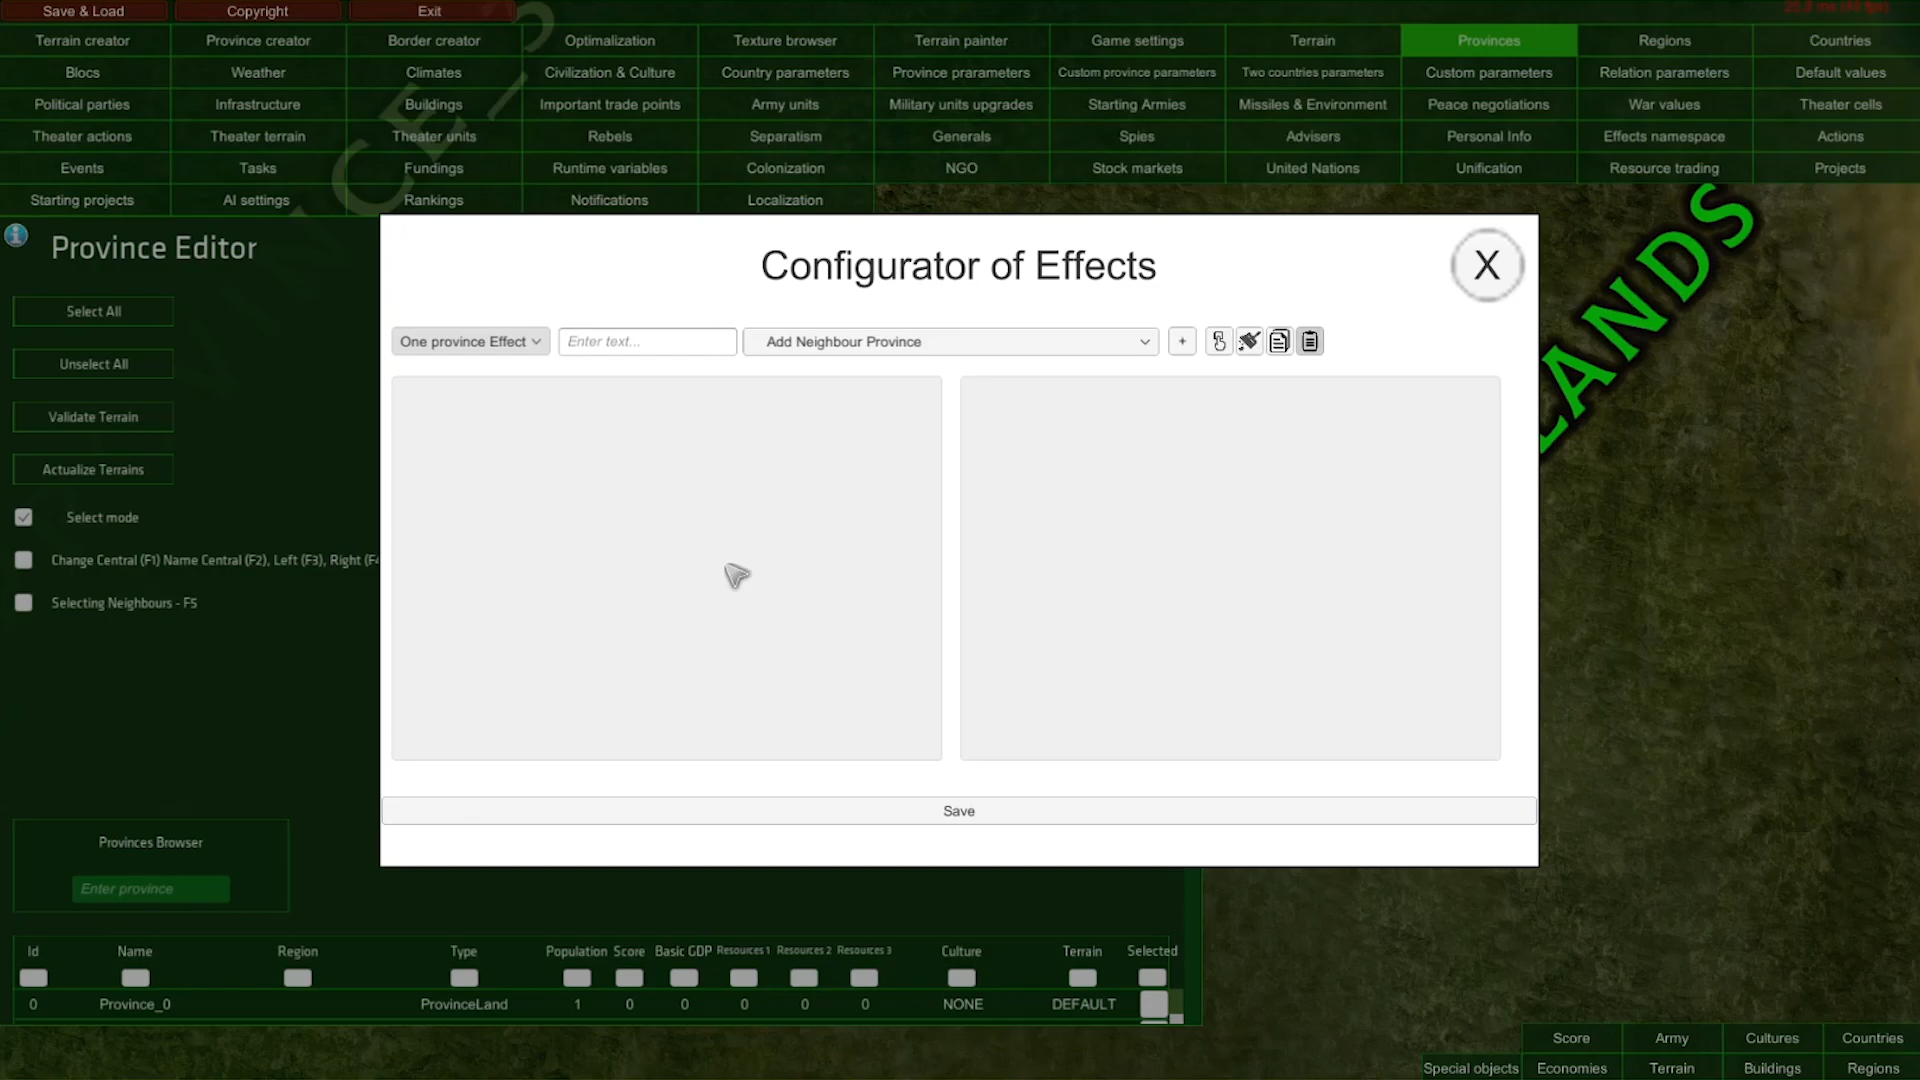 Save & Load Copyright Exit
Terrain creator Province creator Border creator Optimalization Texture browser Terrain painter Game settings Terrain Provinces Regions Countries
Blocs Weather Climates Civilization & Culture Country parameters Province prarameters Custom province parameters Two countries parameters Custom parameters Relation parameters Default values
Political parties Infrastructure Buildings Important trade points Army units Military units upgrades Starting Armies Missiles & Environment Peace negotiations War values Theater cells
Theater actions Theater terrain Theater units Rebels Separatism Generals Spies Advisers Personal Info Effects namespace Actions
Events Tasks Fundings Runtime variables Colonization NGO Stock markets United Nations Unification Resource trading Projects
Starting projects AI settings Rankings Notifications Localization
Province Editor
Select All
Unselect All
Validate Terrain
Actualize Terrains
Select mode
Change Central (F1) Name Central (F2), Left (F3), Right (F4
Selecting Neighbours - F5
Configurator of Effects
X
One province Effect Enter text... Add Neighbour Province +
Save
LANDS
Provinces Browser
Enter province
Id Name Region Type Population Score Basic GDP Resources 1 Resources 2 Resources 3 Culture Terrain Selected
0 Province_0 ProvinceLand 1 0 0 0 0 0 NONE DEFAULT
Score Army Cultures Countries
Special objects Economies Terrain Buildings Regions